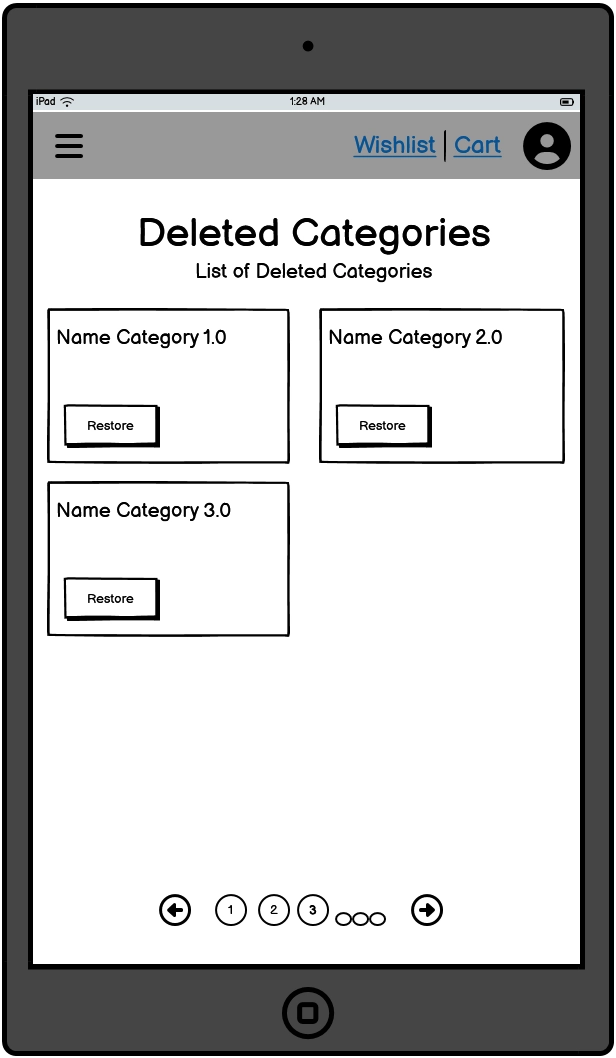 iPad 1:28 AM
Wishlist | Cart
Deleted Categories
List of Deleted Categories
Name Category 1.0
Name Category 2.0
Restore
Restore
Name Category 3.0
Restore
1 2 3